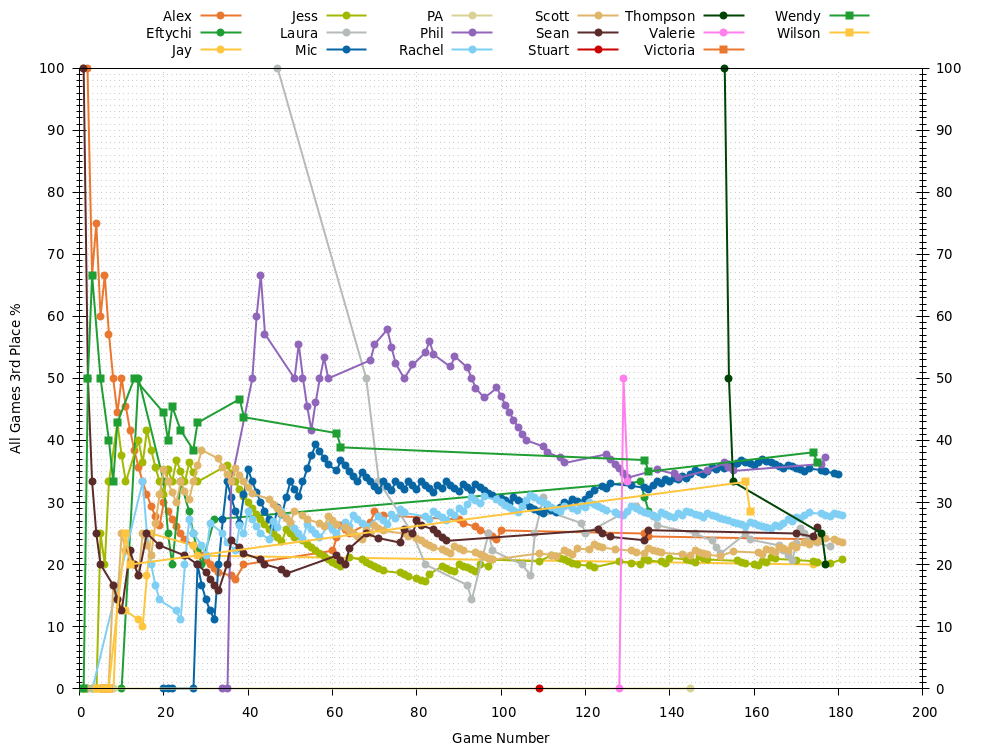 Alex Jess PA Scott Thompson Wendy
Eftychi Laura Phil Sean Valerie Wilson
Jay Mic Rachel Stuart Victoria
100 100
90 90
80 80
70 70
60 60
50 50
40 40
30 30
20 20
10 10
0 0
All Games 3rd Place %
0 20 40 60 80 100 120 140 160 180 200
Game Number